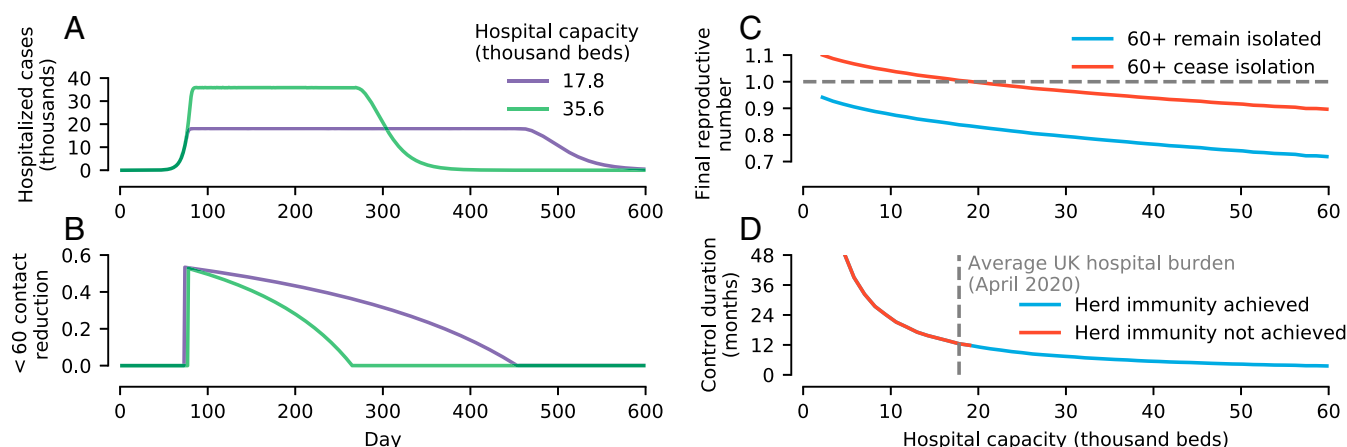 A
Hospitalized cases
(thousands)
40
30
20
10
0
Hospital capacity
(thousand beds)
17.8
35.6
0 100 200 300 400 500 600
B
< 60 contact
reduction
0.6
0.4
0.2
0.0
0 100 200 300 400 500 600
Day
C
Final reproductive
number
1.1
1.0
0.9
0.8
0.7
60+ remain isolated
60+ cease isolation
0 10 20 30 40 50 60
D
Control duration
(months)
48
36
24
12
0
Average UK hospital burden
(April 2020)
Herd immunity achieved
Herd immunity not achieved
0 10 20 30 40 50 60
Hospital capacity (thousand beds)